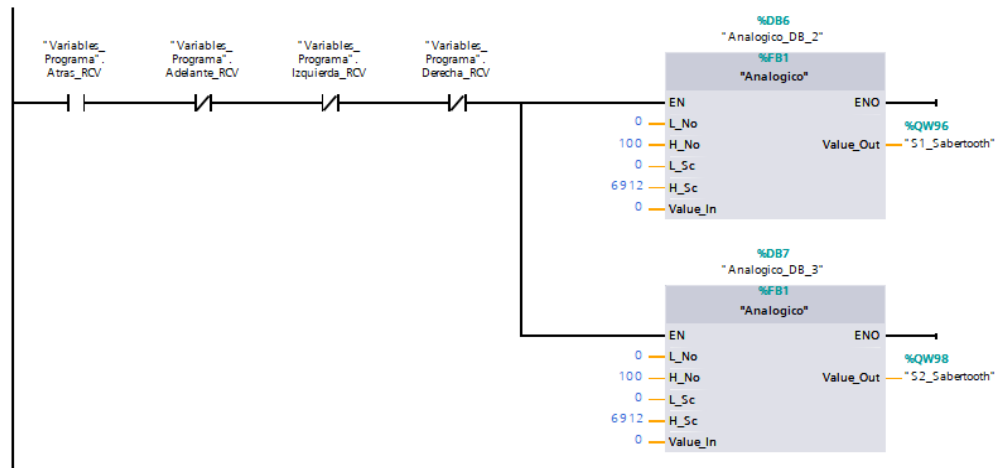 "Variables_
Programa".
Atras_RCV
"Variables_
Programa".
Adelante_RCV
"Variables_
Programa".
Izquierda_RCV
"Variables_
Programa".
Derecha_RCV
%DB6
"Analogico_DB_2"
%FB1
"Analogico"
EN
ENO
0
L_No
%QW96
100
H_No
Value_Out
"S1_Sabertooth"
0
L_Sc
6912
H_Sc
0
Value_In
%DB7
"Analogico_DB_3"
%FB1
"Analogico"
EN
ENO
0
L_No
%QW98
100
H_No
Value_Out
"S2_Sabertooth"
0
L_Sc
6912
H_Sc
0
Value_In